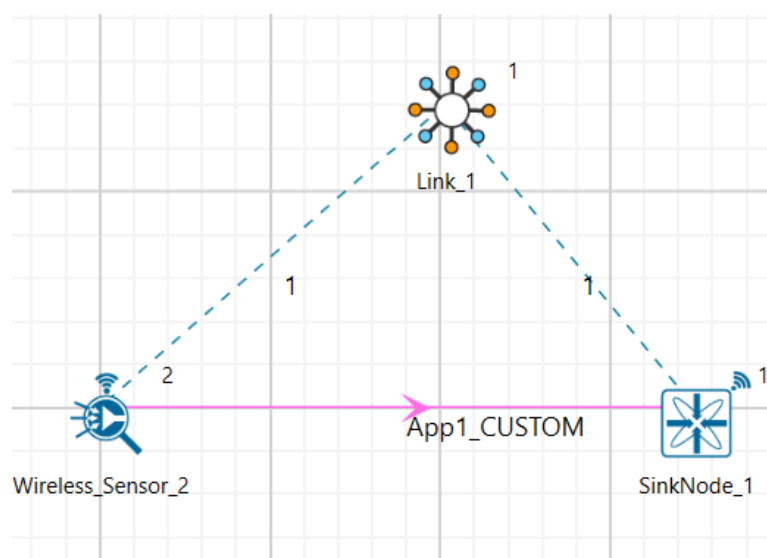 1
Link_1
1
1
2
1
App1_CUSTOM
Wireless_Sensor_2
SinkNode_1